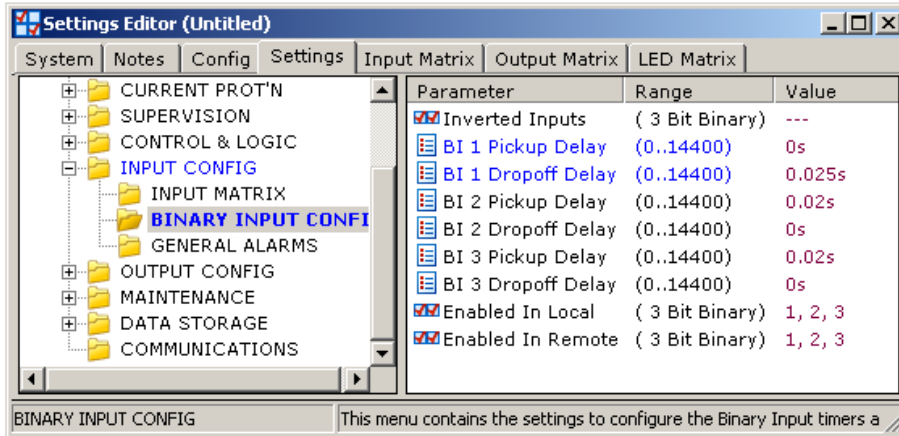 Settings Editor (Untitled)
System Notes Config Settings Input Matrix Output Matrix LED Matrix
CURRENT PROT'N
SUPERVISION
CONTROL & LOGIC
INPUT CONFIG
INPUT MATRIX
BINARY INPUT CONFI
GENERAL ALARMS
OUTPUT CONFIG
MAINTENANCE
DATA STORAGE
COMMUNICATIONS
Parameter Range Value
Inverted Inputs ( 3 Bit Binary) ---
BI 1 Pickup Delay (0..14400) 0s
BI 1 Dropoff Delay (0..14400) 0.025s
BI 2 Pickup Delay (0..14400) 0.02s
BI 2 Dropoff Delay (0..14400) 0s
BI 3 Pickup Delay (0..14400) 0.02s
BI 3 Dropoff Delay (0..14400) 0s
Enabled In Local ( 3 Bit Binary) 1, 2, 3
Enabled In Remote ( 3 Bit Binary) 1, 2, 3
BINARY INPUT CONFIG
This menu contains the settings to configure the Binary Input timers a